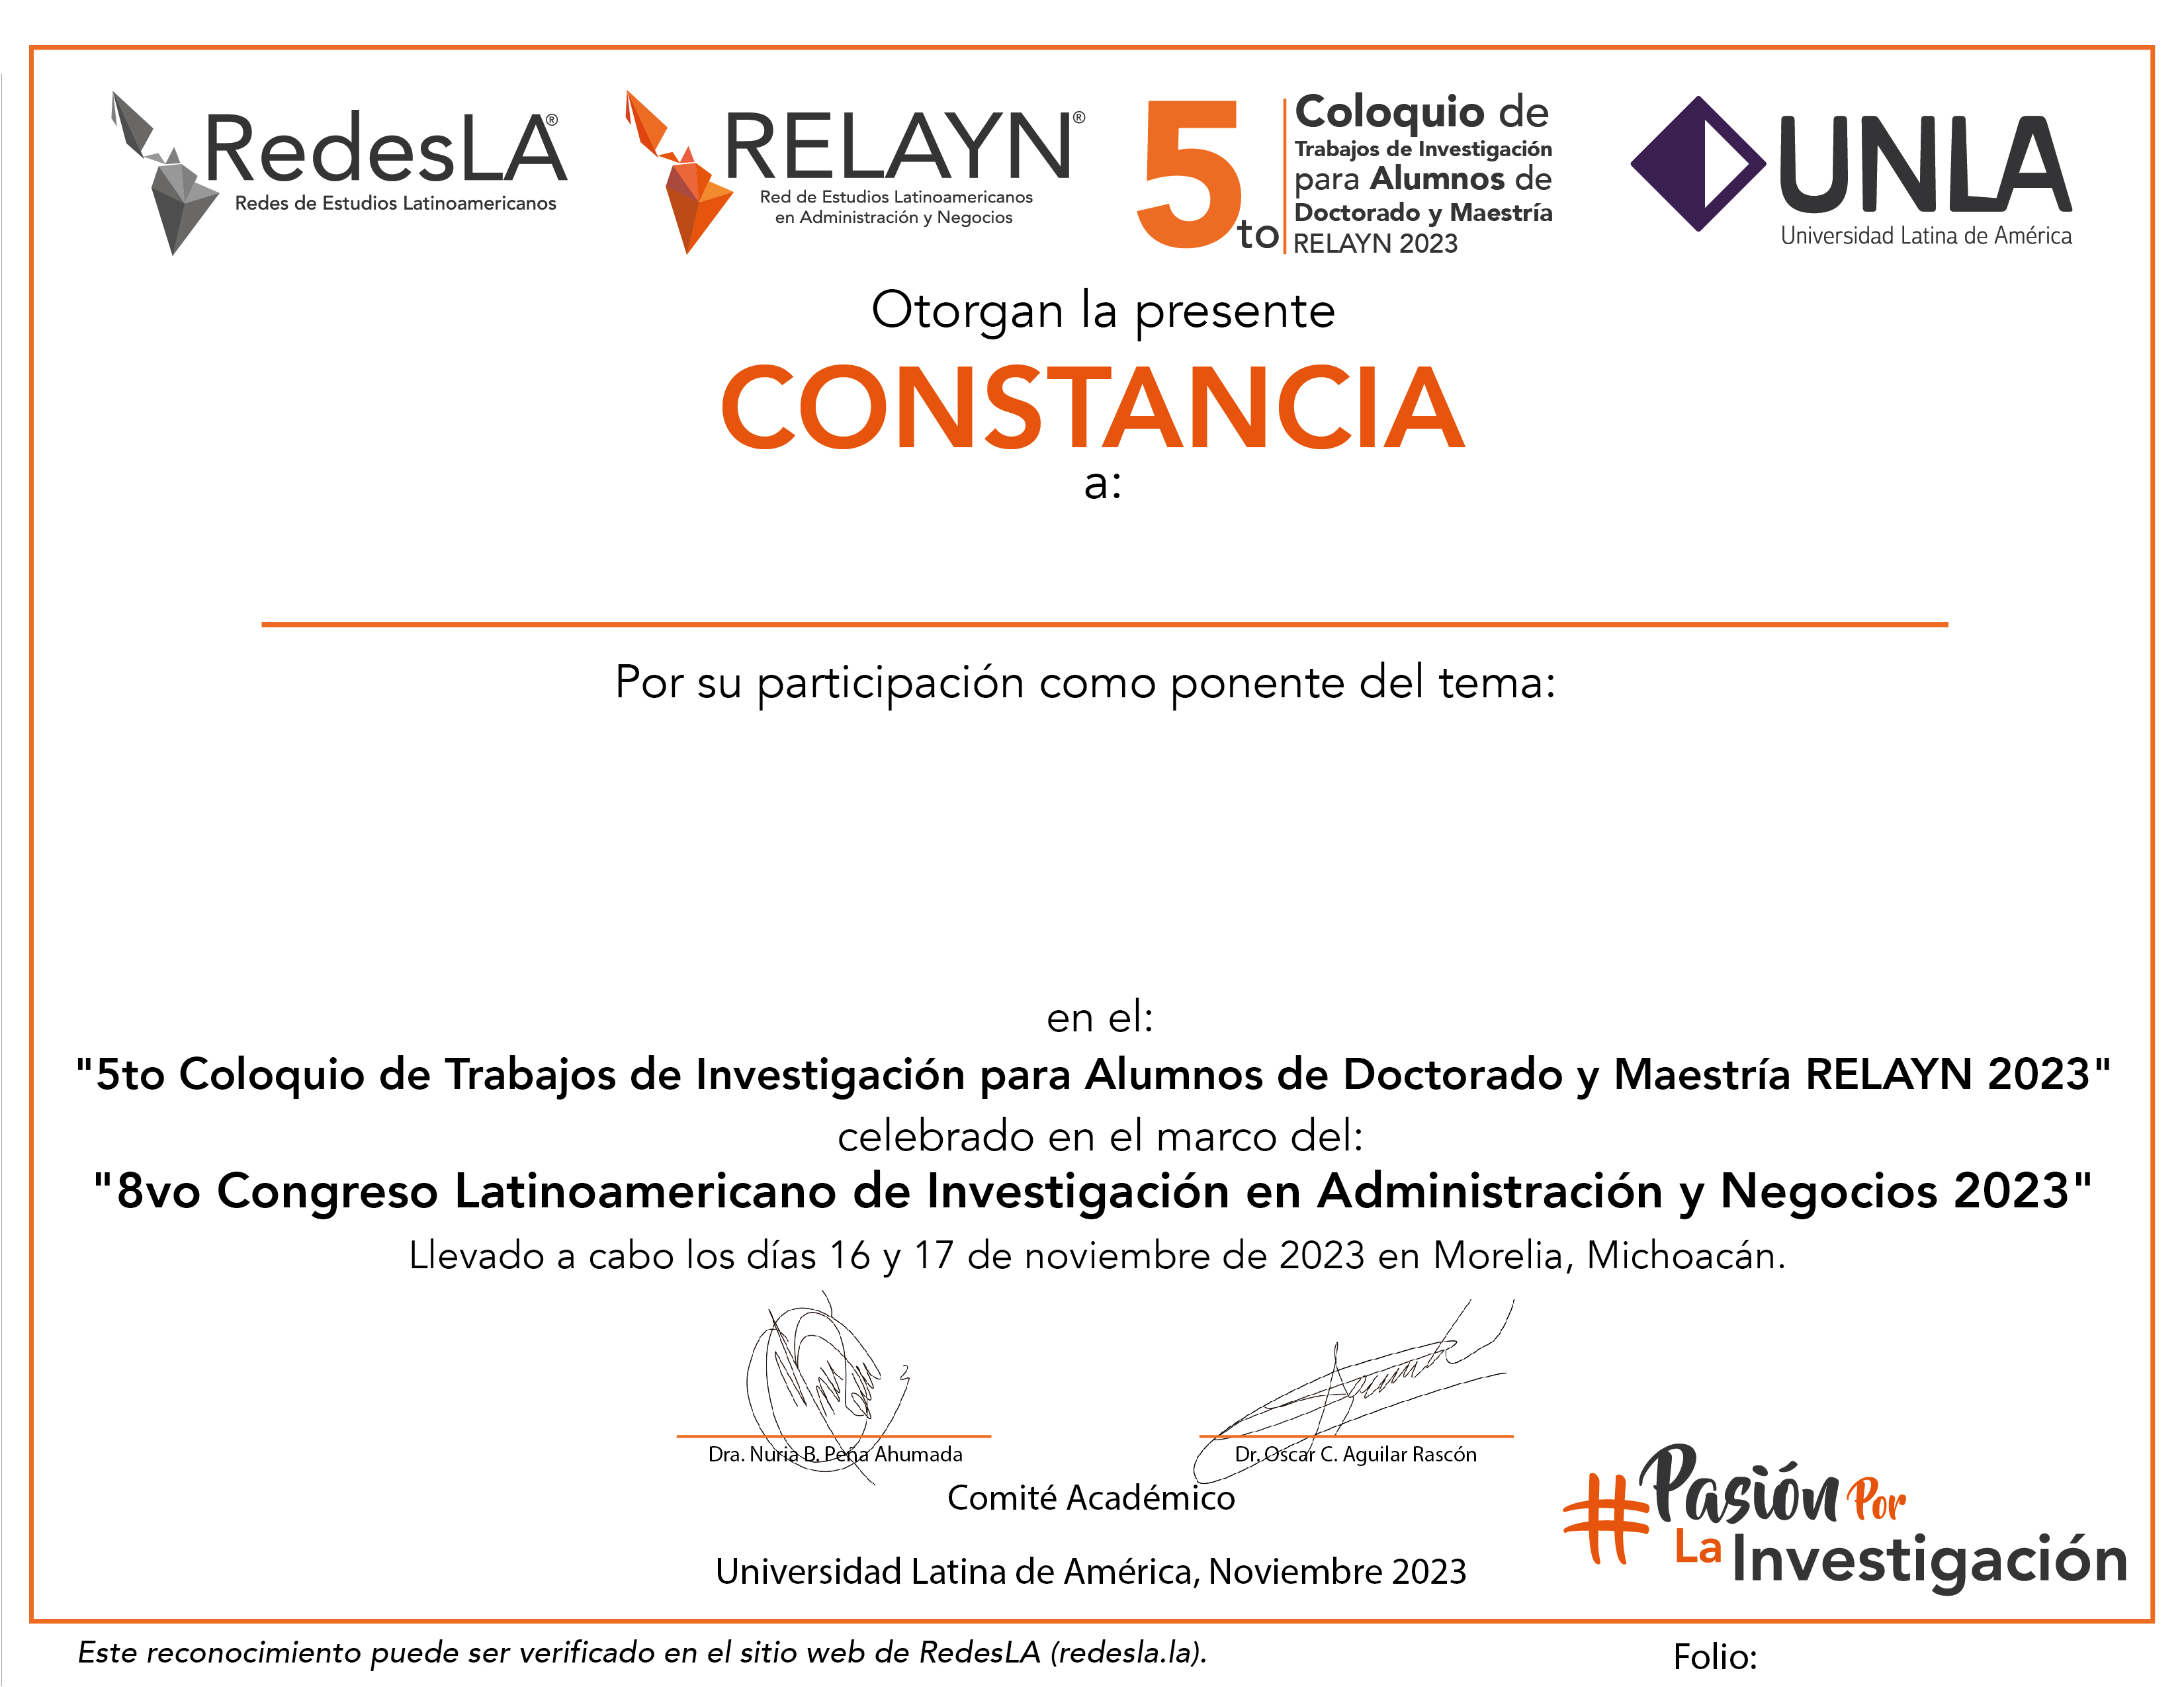 RedesLA®
Redes de Estudios Latinoamericanos
RELAYN®
Red de Estudios Latinoamericanos
en Administración y Negocios
5to
Coloquio de
Trabajos de Investigación
para Alumnos de
Doctorado y Maestría
RELAYN 2023
UNLA
Universidad Latina de América
Otorgan la presente
CONSTANCIA
a:
Por su participación como ponente del tema:
en el:
"5to Coloquio de Trabajos de Investigación para Alumnos de Doctorado y Maestría RELAYN 2023"
celebrado en el marco del:
"8vo Congreso Latinoamericano de Investigación en Administración y Negocios 2023"
Llevado a cabo los días 16 y 17 de noviembre de 2023 en Morelia, Michoacán.
Dra. Nuria B. Peña Ahumada
Dr. Oscar C. Aguilar Rascón
Comité Académico
Universidad Latina de América, Noviembre 2023
#Pasión Por
La Investigación
Este reconocimiento puede ser verificado en el sitio web de RedesLA (redesla.la).
Folio: